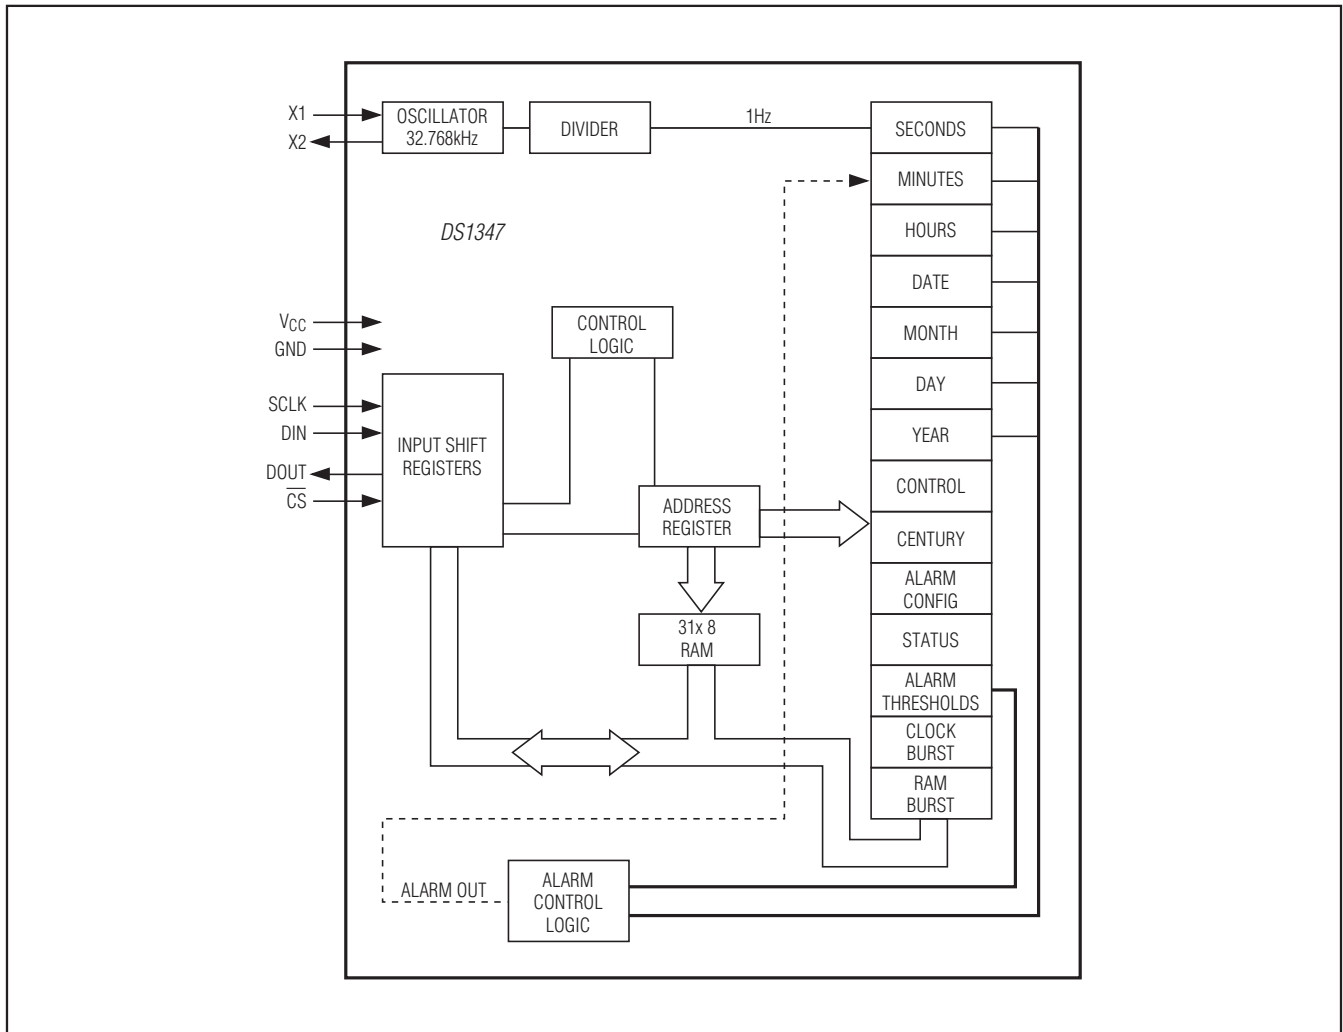 X1
X2
OSCILLATOR
32.768kHz
DIVIDER
1Hz
SECONDS
MINUTES
HOURS
DATE
MONTH
DAY
YEAR
CONTROL
CENTURY
ALARM
CONFIG
STATUS
ALARM
THRESHOLDS
CLOCK
BURST
RAM
BURST
DS1347
VCC
GND
SCLK
DIN
DOUT
CS
INPUT SHIFT
REGISTERS
CONTROL
LOGIC
ADDRESS
REGISTER
31x 8
RAM
ALARM OUT
ALARM
CONTROL
LOGIC